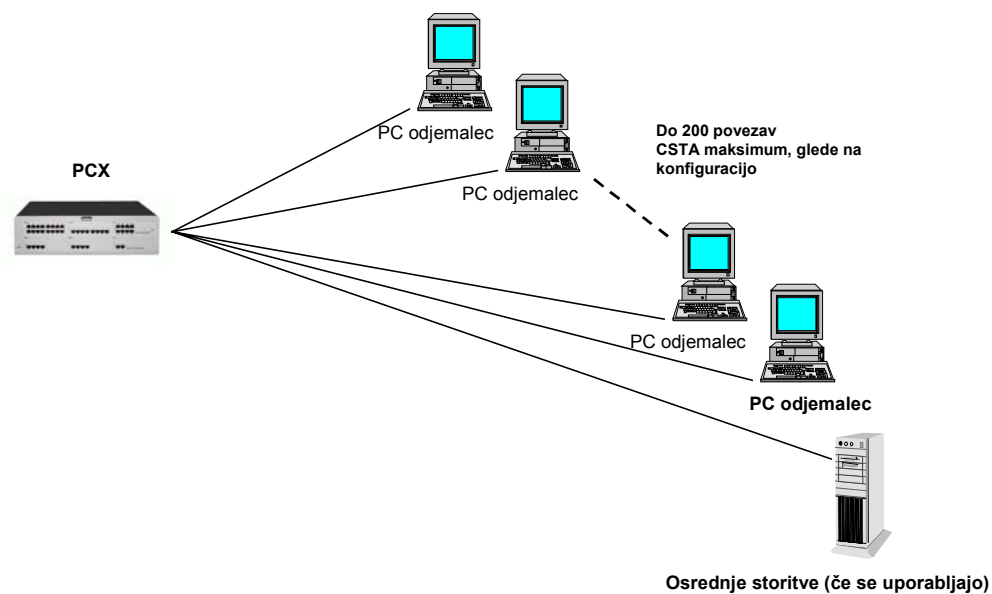 PC odjemalec
PC odjemalec
Do 200 povezav
CSTA maksimum, glede na
konfiguracijo
PCX
PC odjemalec
PC odjemalec
Osrednje storitve (če se uporabljajo)